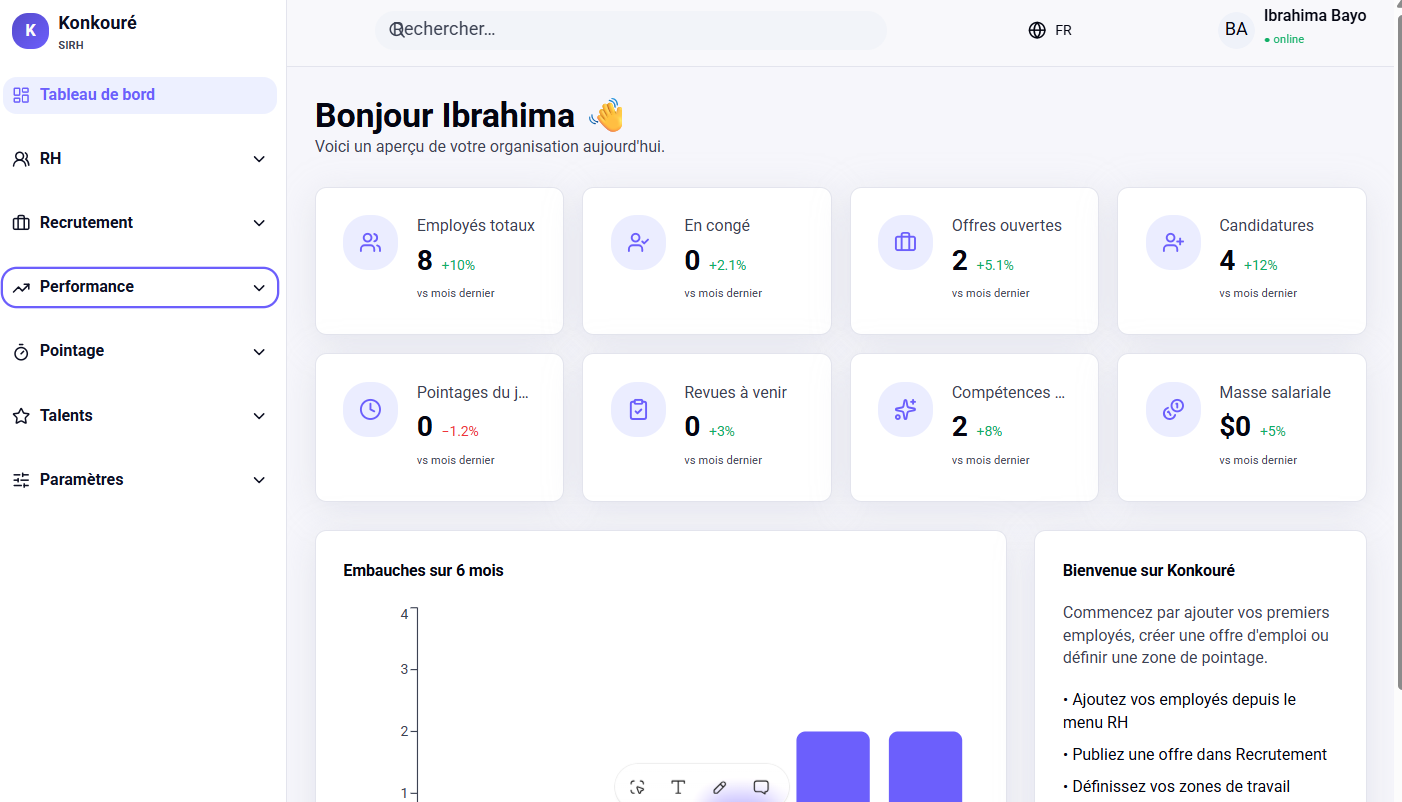 K
Konkouré
SIRH
Rechercher...
FR
BA
Ibrahima Bayo
• online
Tableau de bord
RH
Recrutement
Performance
Pointage
Talents
Paramètres
Bonjour Ibrahima 👋
Voici un aperçu de votre organisation aujourd'hui.
Employés totaux
8 +10%
vs mois dernier
En congé
0 +2.1%
vs mois dernier
Offres ouvertes
2 +5.1%
vs mois dernier
Candidatures
4 +12%
vs mois dernier
Pointages du j...
0 −1.2%
vs mois dernier
Revues à venir
0 +3%
vs mois dernier
Compétences ...
2 +8%
vs mois dernier
Masse salariale
$0 +5%
vs mois dernier
Embauches sur 6 mois
4
3
2
1
Bienvenue sur Konkouré
Commencez par ajouter vos premiers
employés, créer une offre d'emploi ou
définir une zone de pointage.
• Ajoutez vos employés depuis le
menu RH
• Publiez une offre dans Recrutement
• Définissez vos zones de travail